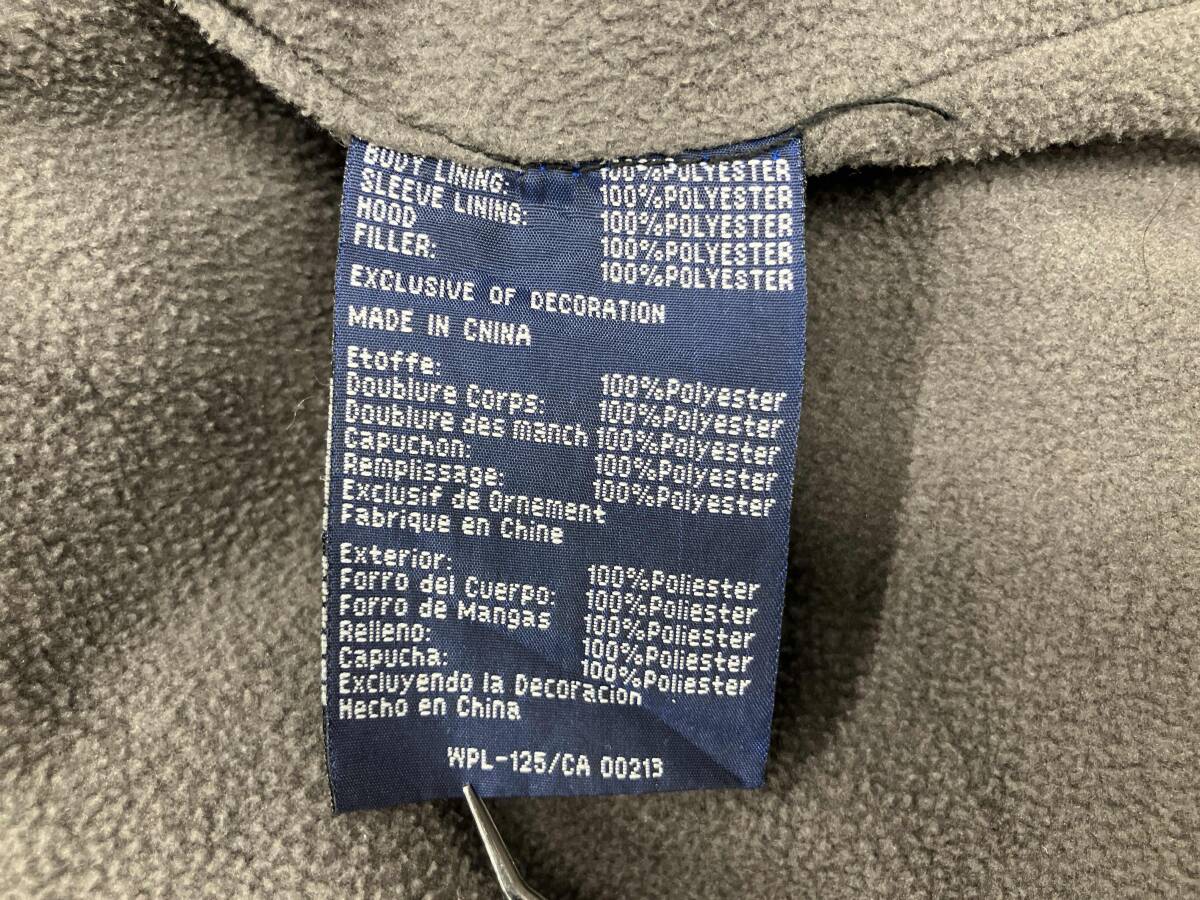 BODY LINING: 100%POLYESTER
SLEEVE LINING: 100%POLYESTER
HOOD 100%POLYESTER
FILLER: 100%POLYESTER
100%POLYESTER
EXCLUSIVE OF DECORATION
MADE IN CNINA
Etoffe: 100%Polyester
Doublure Corps: 100%Polyester
Doublure des manch 100%Polyester
Capuchon: 100%Polyester
Remplissage: 100%Polyester
Exclusif de Ornement
Fabrique en Chine
Exterior: 100%Poliester
Forro del Cuerpo: 100%Poliester
Forro de Mangas 100%Poliester
Relleno: 100%Poliester
Capucha: 100%Poliester
Excluyendo la Decoracion
Hecho en China
WPL-125/CA 00213